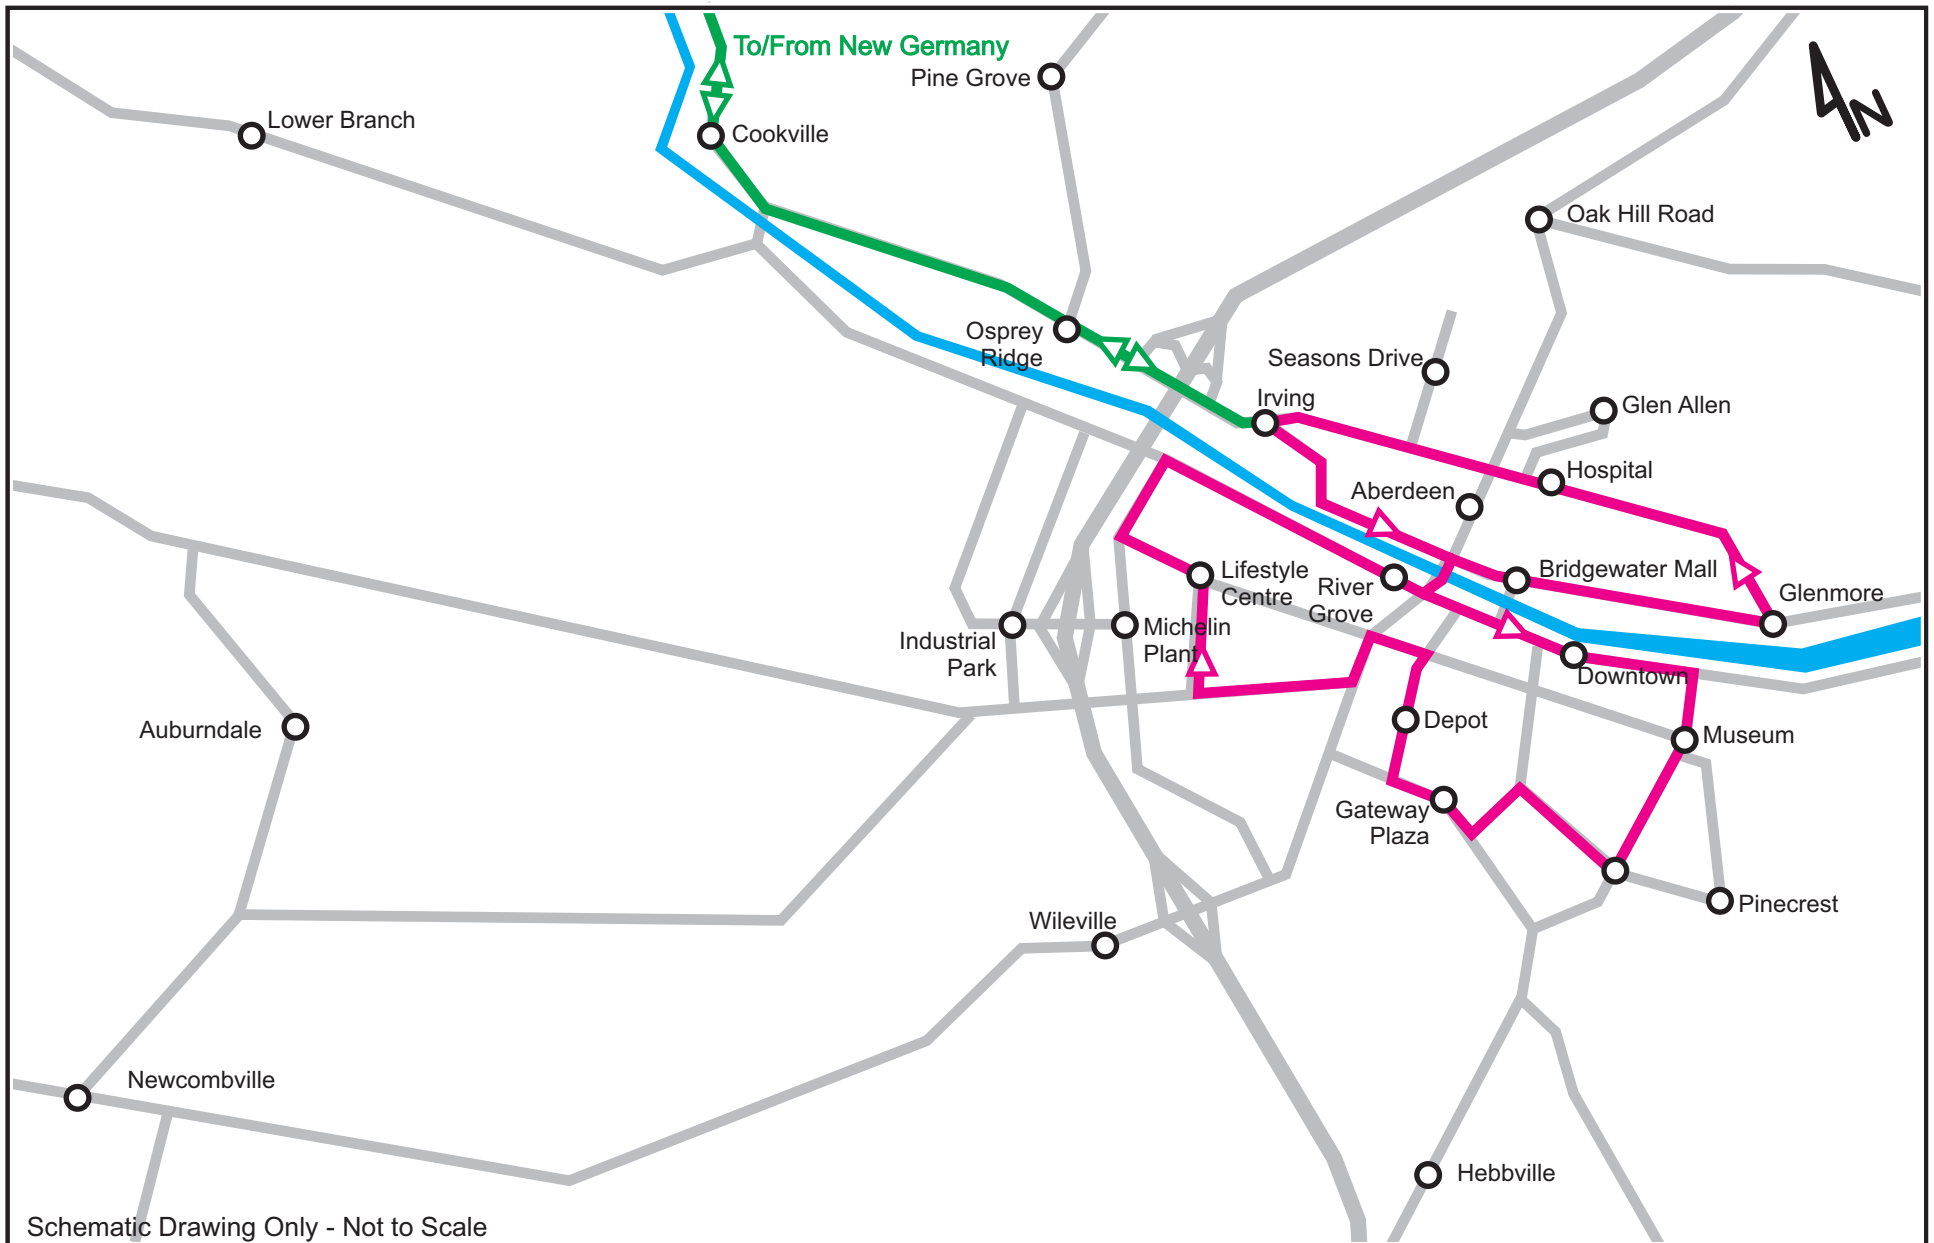 To/From New Germany
Pine Grove
Lower Branch
Cookville
N
Oak Hill Road
Osprey
Ridge
Seasons Drive
Irving
Glen Allen
Hospital
Aberdeen
Lifestyle
Centre
River
Grove
Bridgewater Mall
Glenmore
Industrial
Park
Michelin
Plant
Downtown
Auburndale
Depot
Museum
Gateway
Plaza
Pinecrest
Wileville
Newcombville
Hebbville
Schematic Drawing Only - Not to Scale